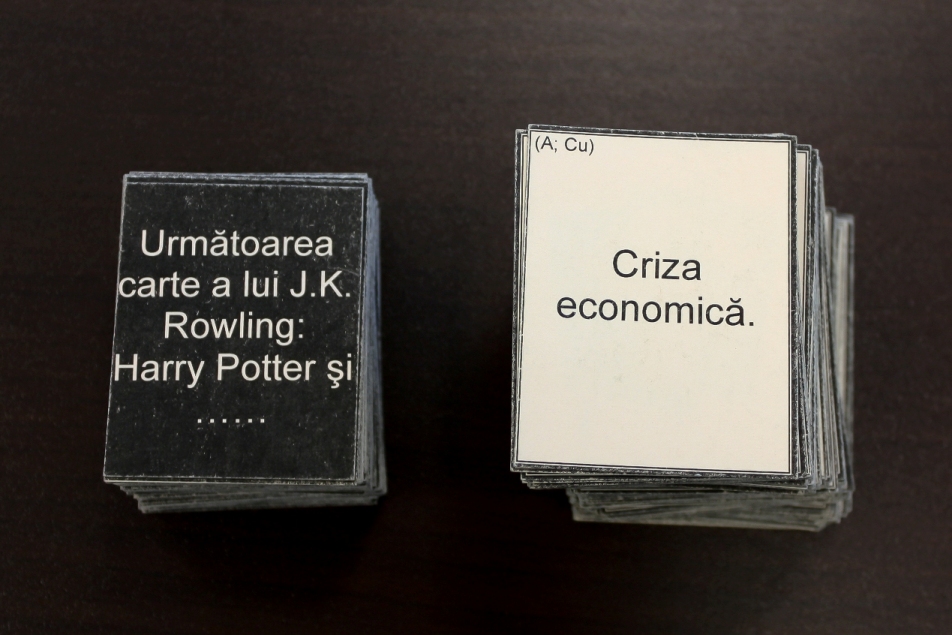 Următoarea
carte a lui J.K.
Rowling:
Harry Potter şi
......
(A; Cu)
Criza
economică.